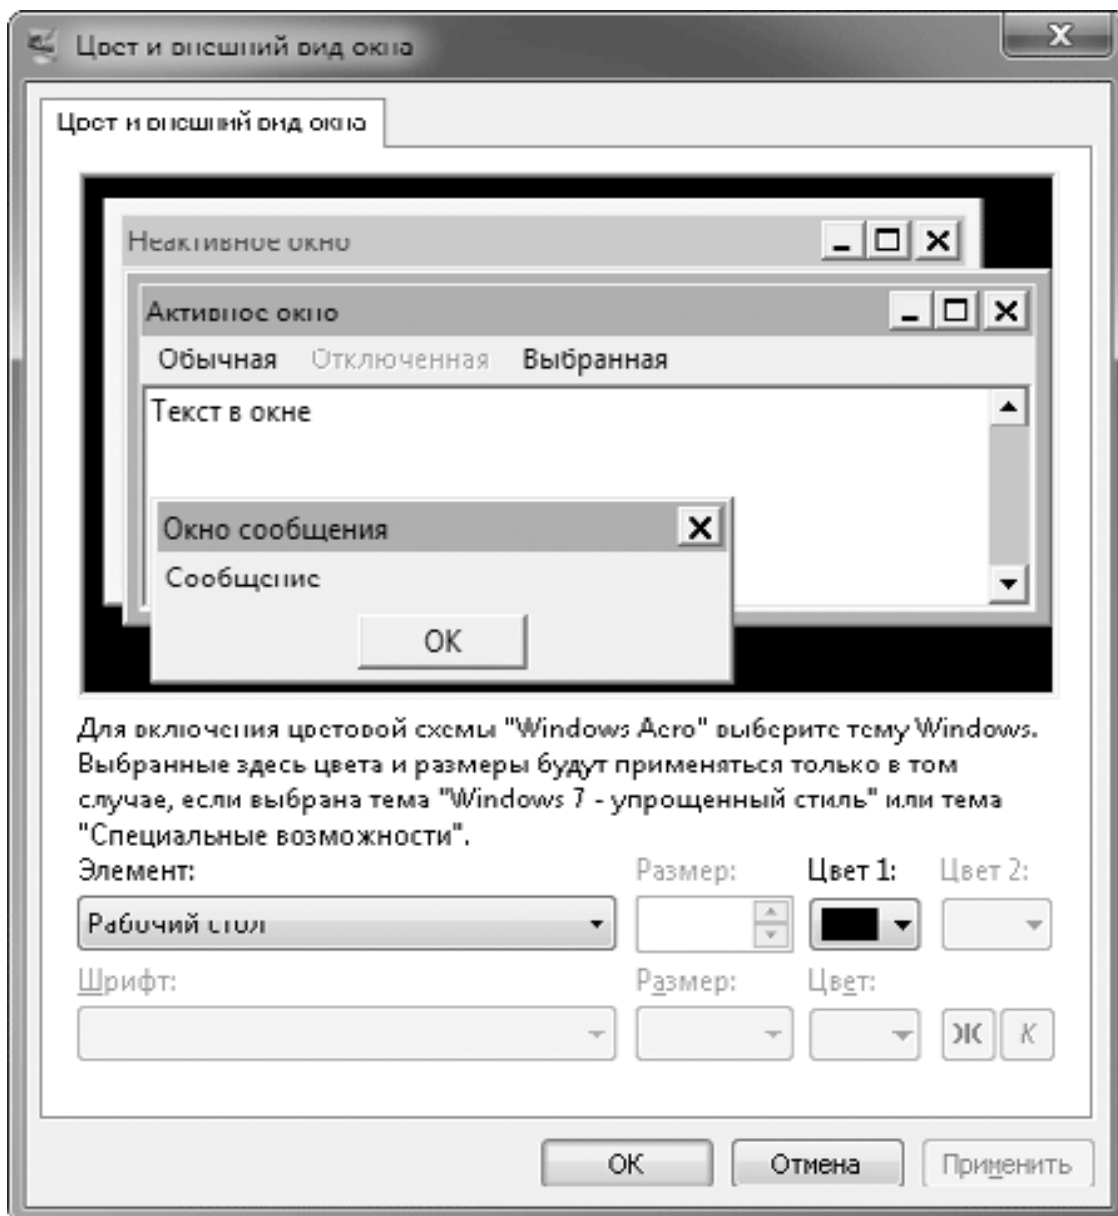 Цвет и внешний вид окна
Цвет и внешний вид окна
Неактивное окно
Активное окно
Обычная Отключенная Выбранная
Текст в окне
Окно сообщения
Сообщение
OK
Для включения цветовой схемы "Windows Aero" выберите тему Windows.
Выбранные здесь цвета и размеры будут применяться только в том
случае, если выбрана тема "Windows 7 - упрощенный стиль" или тема
"Специальные возможности".
Элемент: Размер: Цвет 1: Цвет 2:
Рабочий стол
Шрифт: Размер: Цвет:
Ж К
OK Отмена Применить